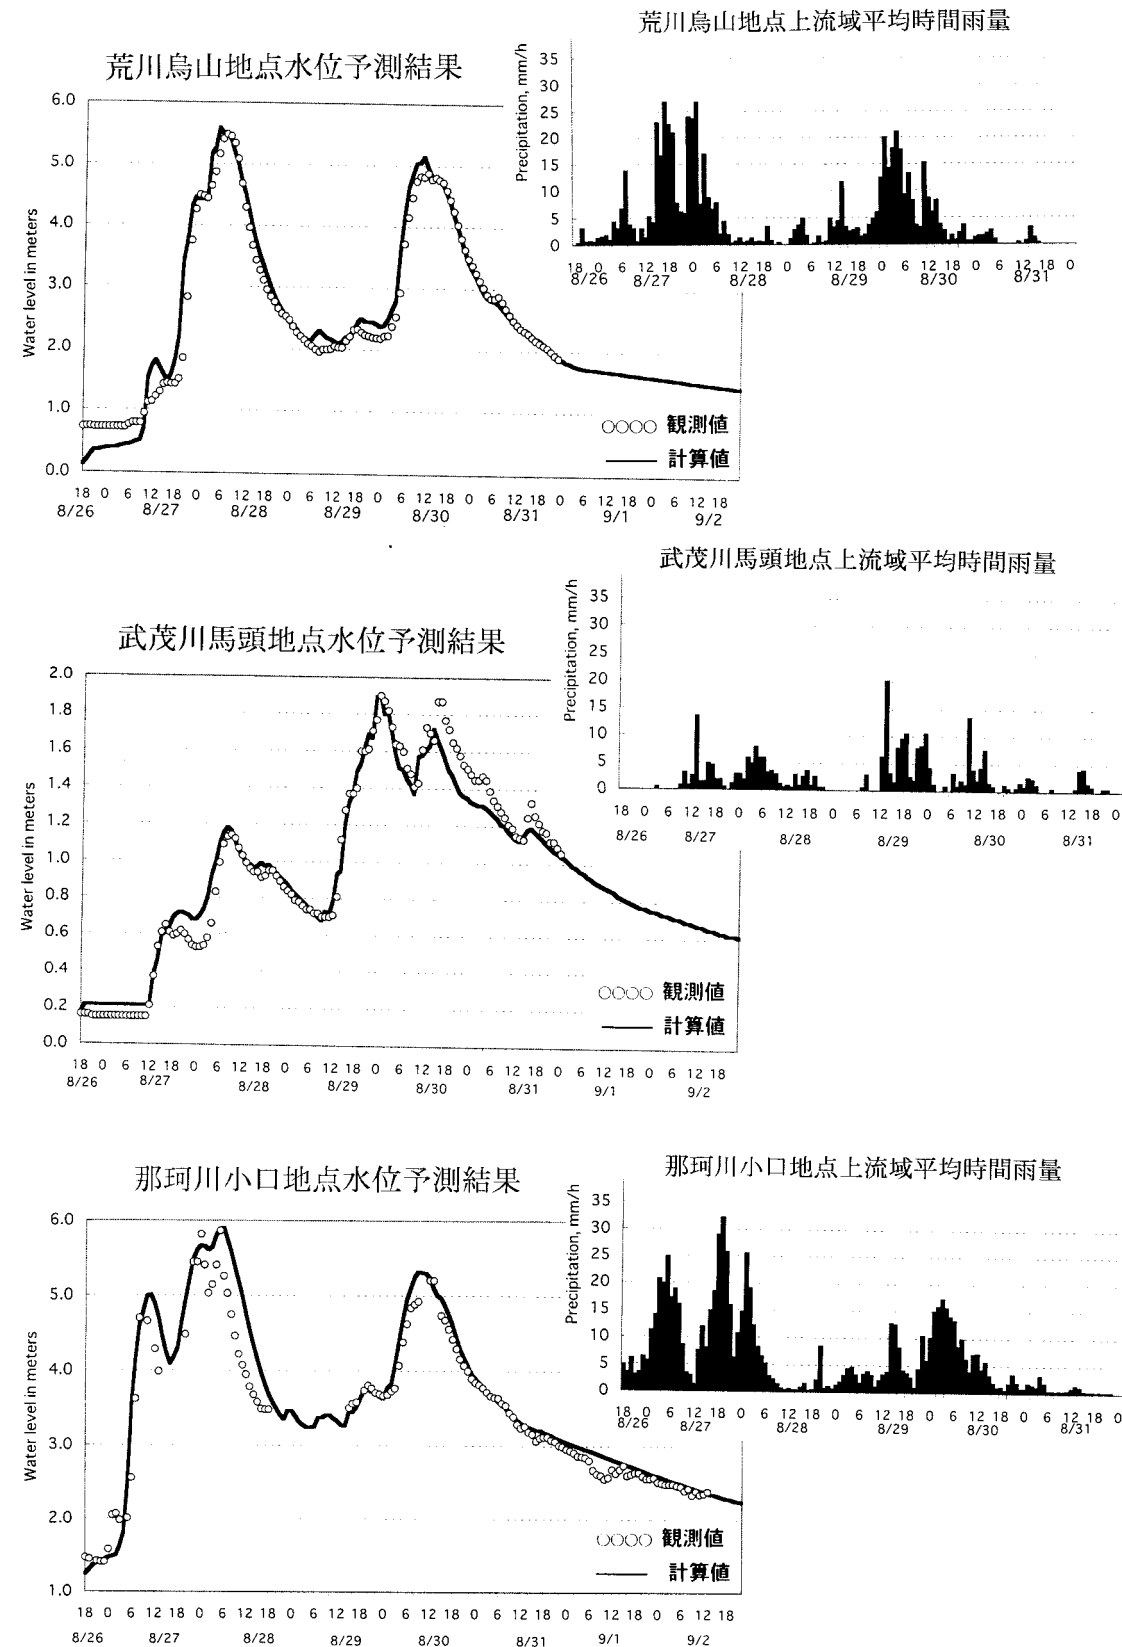 荒川烏山地点上流域平均時間雨量
荒川烏山地点水位予測結果
Precipitation, mm/h
35
30
25
20
15
10
5
0
18 0 6 12 18 0 6 12 18 0 6 12 18 0 6 12 18 0 6 12 18 0
8/26 8/27 8/28 8/29 8/30 8/31
Water level in meters
6.0
5.0
4.0
3.0
2.0
1.0
0.0
○○○○ 観測値
計算値
18 0 6 12 18 0 6 12 18 0 6 12 18 0 6 12 18 0 6 12 18 0 6 12 18 0 6 12 18
8/26 8/27 8/28 8/29 8/30 8/31 9/1 9/2
武茂川馬頭地点上流域平均時間雨量
武茂川馬頭地点水位予測結果
Precipitation, mm/h
35
30
25
20
15
10
5
0
18 0 6 12 18 0 6 12 18 0 6 12 18 0 6 12 18 0 6 12 18 0
8/26 8/27 8/28 8/29 8/30 8/31
Water level in meters
2.0
1.8
1.6
1.4
1.2
1.0
0.8
0.6
0.4
0.2
0.0
○○○○ 観測値
計算値
18 0 6 12 18 0 6 12 18 0 6 12 18 0 6 12 18 0 6 12 18 0 6 12 18 0 6 12 18
8/26 8/27 8/28 8/29 8/30 8/31 9/1 9/2
那珂川小口地点上流域平均時間雨量
那珂川小口地点水位予測結果
Precipitation, mm/h
35
30
25
20
15
10
5
0
18 0 6 12 18 0 6 12 18 0 6 12 18 0 6 12 18 0 6 12 18 0
8/26 8/27 8/28 8/29 8/30 8/31
Water level in meters
6.0
5.0
4.0
3.0
2.0
1.0
○○○○ 観測値
計算値
18 0 6 12 18 0 6 12 18 0 6 12 18 0 6 12 18 0 6 12 18 0 6 12 18 0 6 12 18
8/26 8/27 8/28 8/29 8/30 8/31 9/1 9/2